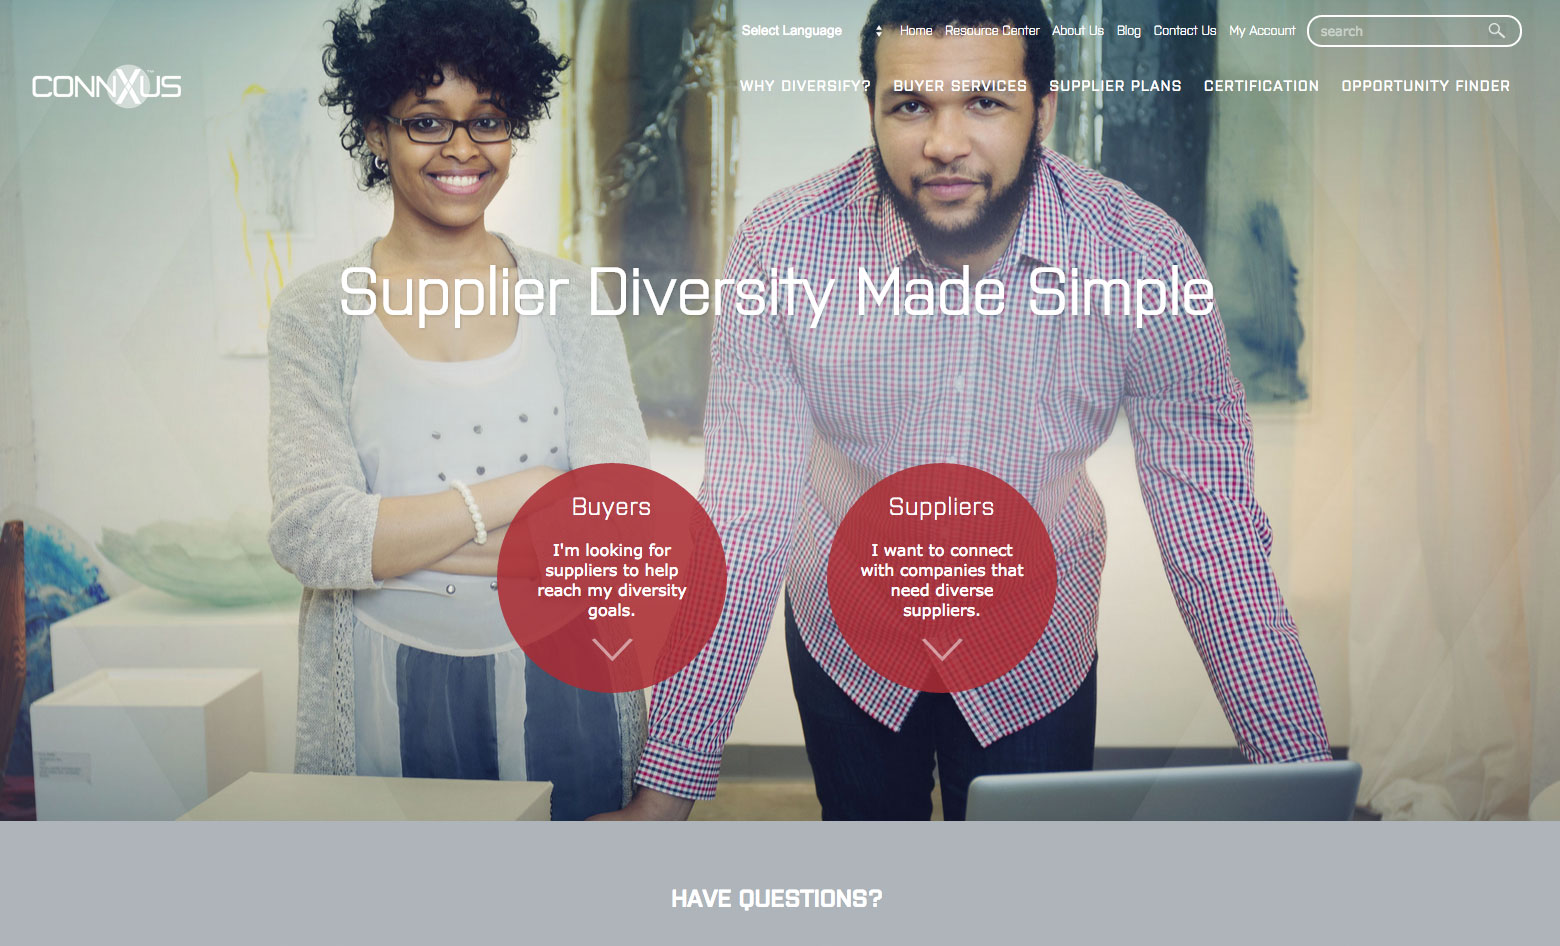 Select Language Home Resource Center About Us Blog Contact Us My Account search
CONNXUS
WHY DIVERSIFY? BUYER SERVICES SUPPLIER PLANS CERTIFICATION OPPORTUNITY FINDER
Supplier Diversity Made Simple
Buyers
I'm looking for
suppliers to help
reach my diversity
goals.
Suppliers
I want to connect
with companies that
need diverse
suppliers.
HAVE QUESTIONS?